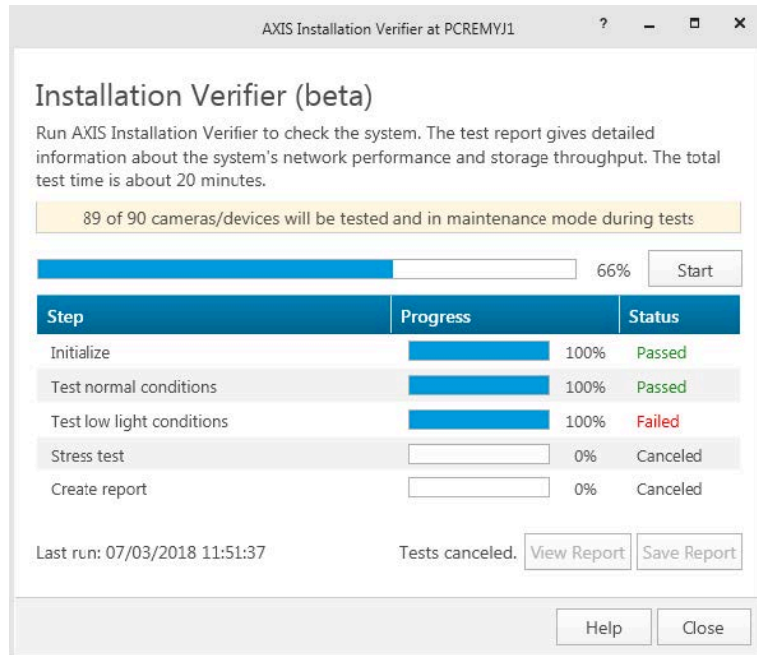 AXIS Installation Verifier at PCREMYJ1
Installation Verifier (beta)
Run AXIS Installation Verifier to check the system. The test report gives detailed
information about the system's network performance and storage throughput. The total
test time is about 20 minutes.
89 of 90 cameras/devices will be tested and in maintenance mode during tests
66% Start
Step Progress Status
Initialize 100% Passed
Test normal conditions 100% Passed
Test low light conditions 100% Failed
Stress test 0% Canceled
Create report 0% Canceled
Last run: 07/03/2018 11:51:37 Tests canceled. View Report Save Report
Help Close